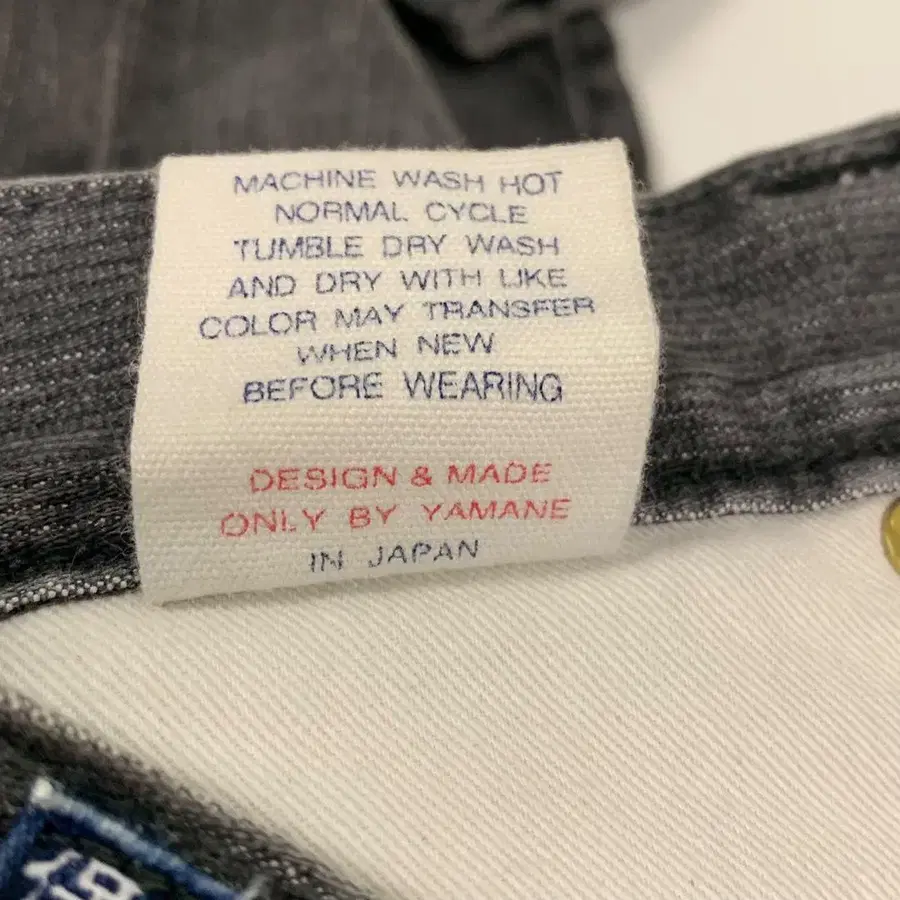 MACHINE WASH HOT
NORMAL CYCLE
TUMBLE DRY WASH
AND DRY WITH LIKE
COLOR MAY TRANSFER
WHEN NEW
BEFORE WEARING
DESIGN & MADE
ONLY BY YAMANE
IN JAPAN